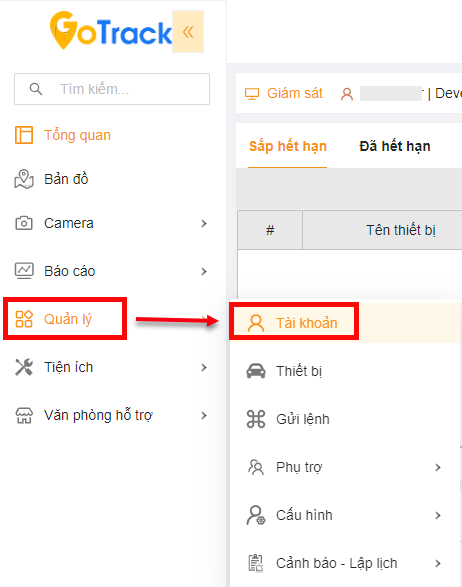 GoTrack
Tìm kiếm...
Tổng quan
Bản đồ
Camera
Báo cáo
Quản lý
Tiện ích
Văn phòng hỗ trợ
Giám sát
r | Deve
Sắp hết hạn Đã hết hạn
# Tên thiết bị
Tài khoản
Thiết bị
Gửi lệnh
Phụ trợ
Cấu hình
Cảnh báo - Lập lịch